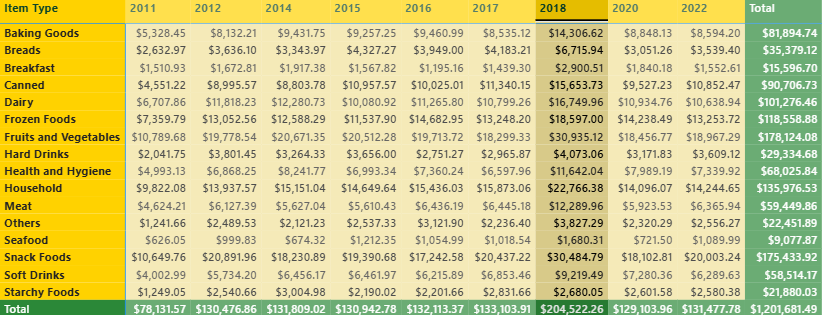 Item Type 2011 2012 2014 2015 2016 2017 2018 2020 2022 Total
Baking Goods $5,328.45 $8,132.21 $9,431.75 $9,257.25 $9,460.99 $8,535.12 $14,306.62 $8,848.13 $8,594.20 $81,894.74
Breads $2,632.97 $3,636.10 $3,343.97 $4,327.27 $3,949.00 $4,183.21 $6,715.94 $3,051.26 $3,539.40 $35,379.12
Breakfast $1,510.93 $1,672.81 $1,917.38 $1,567.82 $1,195.16 $1,439.30 $2,900.51 $1,840.18 $1,552.61 $15,596.70
Canned $4,551.22 $8,995.57 $8,803.78 $10,957.57 $10,025.01 $11,340.15 $15,653.73 $9,527.23 $10,852.47 $90,706.73
Dairy $6,707.86 $11,818.23 $12,280.73 $10,080.92 $11,265.80 $10,799.26 $16,749.96 $10,934.76 $10,638.94 $101,276.46
Frozen Foods $7,359.79 $13,052.56 $12,588.29 $11,537.90 $14,682.95 $13,248.20 $18,597.00 $14,238.49 $13,253.72 $118,558.88
Fruits and Vegetables $10,789.68 $19,778.54 $20,671.35 $20,512.28 $19,713.72 $18,299.33 $30,935.12 $18,456.77 $18,967.29 $178,124.08
Hard Drinks $2,041.75 $3,801.45 $3,264.33 $3,656.00 $2,751.27 $2,965.87 $4,073.06 $3,171.83 $3,609.12 $29,334.68
Health and Hygiene $4,993.13 $6,868.25 $8,241.77 $6,993.34 $7,360.24 $6,597.96 $11,642.04 $7,989.19 $7,339.92 $68,025.84
Household $9,822.08 $13,937.57 $15,151.04 $14,649.64 $15,436.03 $15,873.06 $22,766.38 $14,096.07 $14,244.65 $135,976.53
Meat $4,624.21 $6,127.39 $5,627.04 $5,610.43 $6,436.19 $6,445.18 $12,289.96 $5,923.53 $6,365.94 $59,449.86
Others $1,241.66 $2,489.53 $2,121.23 $2,537.33 $3,121.90 $2,236.40 $3,827.29 $2,320.29 $2,556.27 $22,451.89
Seafood $626.05 $999.83 $674.32 $1,212.35 $1,054.99 $1,018.54 $1,680.31 $721.50 $1,089.99 $9,077.87
Snack Foods $10,649.76 $20,891.96 $18,230.89 $19,390.68 $17,242.58 $20,437.22 $30,484.79 $18,102.81 $20,003.24 $175,433.92
Soft Drinks $4,002.99 $5,734.20 $6,456.17 $6,461.97 $6,215.89 $6,853.46 $9,219.49 $7,280.36 $6,289.63 $58,514.17
Starchy Foods $1,249.05 $2,540.66 $3,004.98 $2,190.02 $2,201.66 $2,831.66 $2,680.05 $2,601.58 $2,580.38 $21,880.03
Total $78,131.57 $130,476.86 $131,809.02 $130,942.78 $132,113.37 $133,103.91 $204,522.26 $129,103.96 $131,477.78 $1,201,681.49